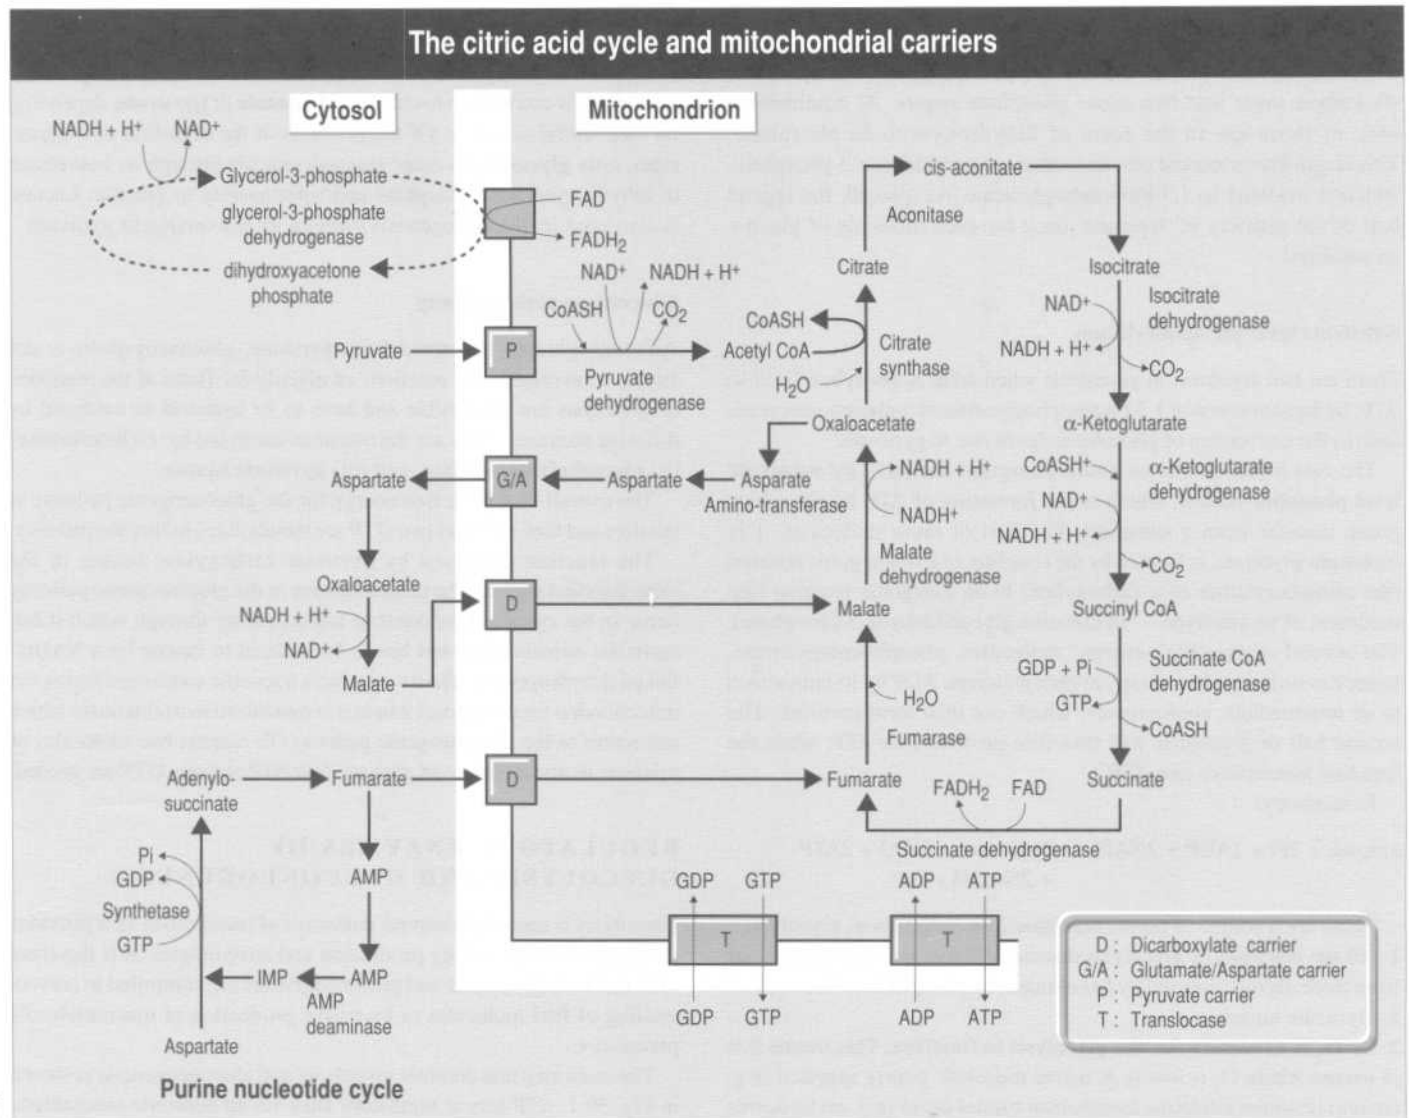 The citric acid cycle and mitochondrial carriers
Cytosol
Mitochondrion
NADH + H⁺
NAD⁺
Glycerol-3-phosphate
glycerol-3-phosphate
dehydrogenase
dihydroxyacetone
phosphate
FAD
FADH₂
NAD⁺
NADH + H⁺
CoASH
CO₂
Pyruvate
P
Acetyl CoA
Pyruvate
dehydrogenase
CoASH
H₂O
Citrate
synthase
Citrate
cis-aconitate
Aconitase
Isocitrate
NAD⁺
Isocitrate
dehydrogenase
NADH + H⁺
CO₂
α-Ketoglutarate
Oxaloacetate
Aspartate
G/A
Aspartate
Asparate
Amino-transferase
NADH + H⁺
NADH⁺
Malate
dehydrogenase
CoASH⁺
α-Ketoglutarate
dehydrogenase
NAD⁺
NADH + H⁺
CO₂
Oxaloacetate
NADH + H⁺
NAD⁺
Malate
D
Malate
Succinyl CoA
GDP + Pi
Succinate CoA
dehydrogenase
GTP
CoASH
H₂O
Fumarase
Adenylo-
succinate
Fumarate
D
Fumarate
FADH₂
FAD
Succinate
Succinate dehydrogenase
Pi
GDP
Synthetase
GTP
AMP
IMP
AMP
AMP
deaminase
Aspartate
Purine nucleotide cycle
GDP
GTP
ADP
ATP
T
T
GDP
GTP
ADP
ATP
D : Dicarboxylate carrier
G/A : Glutamate/Aspartate carrier
P : Pyruvate carrier
T : Translocase